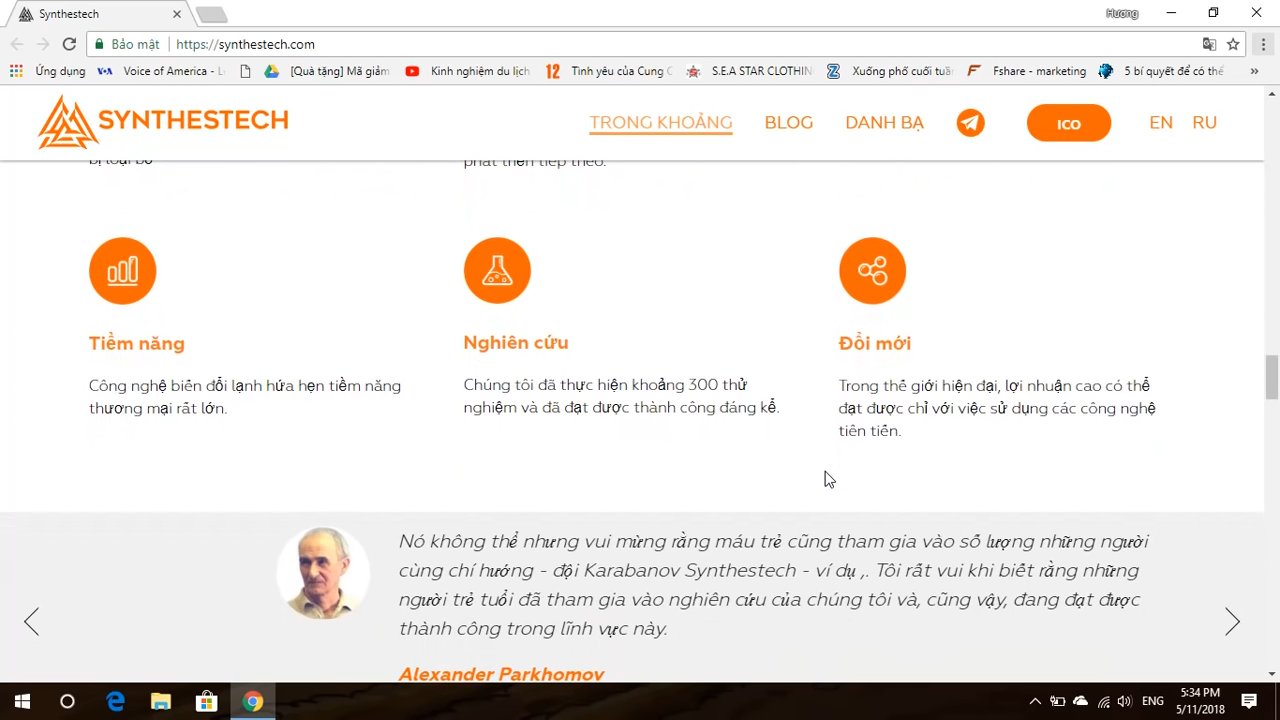 Synthestech
Hương
Bảo mật https://synthestech.com
Ứng dụng Voice of America - L [Quà tặng] Mã giảm Kinh nghiệm du lịch 12 Tình yêu của Cung S.E.A STAR CLOTHIN Xuống phố cuối tuần Fshare - marketing 5 bí quyết để có thể »
SYNTHESTECH TRONG KHOẢNG BLOG DANH BẠ ICO EN RU
bị loại bỏ phát triển tiếp theo.
Tiềm năng Nghiên cứu Đổi mới
Công nghệ biến đổi lạnh hứa hẹn tiềm năng
thương mại rất lớn.
Chúng tôi đã thực hiện khoảng 300 thử
nghiệm và đã đạt được thành công đáng kể.
Trong thế giới hiện đại, lợi nhuận cao có thể
đạt được chỉ với việc sử dụng các công nghệ
tiên tiến.
Nó không thể nhưng vui mừng rằng máu trẻ cũng tham gia vào số lượng những người
cùng chí hướng - đội Karabanov Synthestech - ví dụ ,. Tôi rất vui khi biết rằng những
người trẻ tuổi đã tham gia vào nghiên cứu của chúng tôi và, cũng vậy, đang đạt được
thành công trong lĩnh vực này.
Alexander Parkhomov
ENG 5:34 PM
5/11/2018